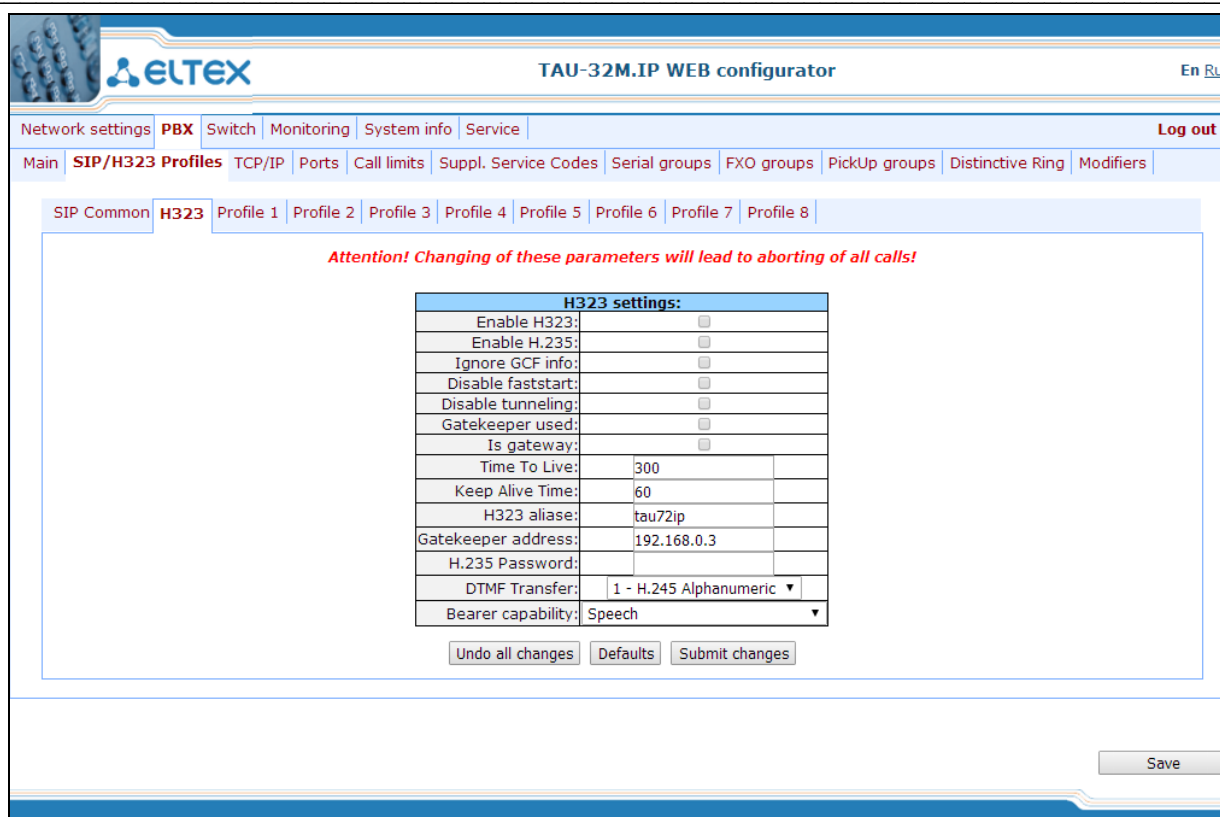 ELTEX
TAU-32M.IP WEB configurator
En Ru
Network settings PBX Switch Monitoring System info Service Log out
Main SIP/H323 Profiles TCP/IP Ports Call limits Suppl. Service Codes Serial groups FXO groups PickUp groups Distinctive Ring Modifiers
SIP Common H323 Profile 1 Profile 2 Profile 3 Profile 4 Profile 5 Profile 6 Profile 7 Profile 8
Attention! Changing of these parameters will lead to aborting of all calls!
H323 settings:
Enable H323:
Enable H.235:
Ignore GCF info:
Disable faststart:
Disable tunneling:
Gatekeeper used:
Is gateway:
Time To Live: 300
Keep Alive Time: 60
H323 aliase: tau72ip
Gatekeeper address: 192.168.0.3
H.235 Password:
DTMF Transfer: 1 - H.245 Alphanumeric
Bearer capability: Speech
Undo all changes Defaults Submit changes
Save